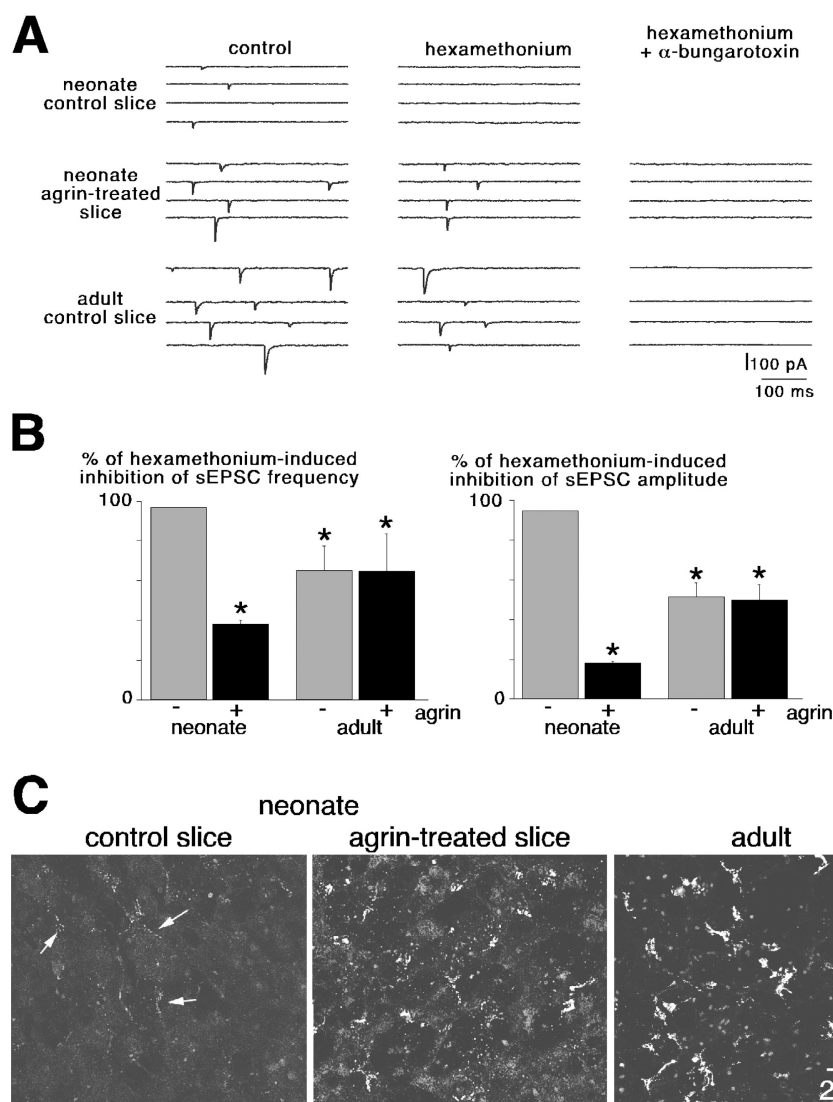 A
control
hexamethonium
hexamethonium
+ α-bungarotoxin
neonate
control slice
neonate
agrin-treated
slice
adult
control slice
100 pA
100 ms
B
% of hexamethonium-induced
inhibition of sEPSC frequency
100
*
*
*
0
- + - + agrin
neonate adult
% of hexamethonium-induced
inhibition of sEPSC amplitude
100
*
*
*
0
- + - + agrin
neonate adult
C
neonate
control slice
agrin-treated slice
adult
2